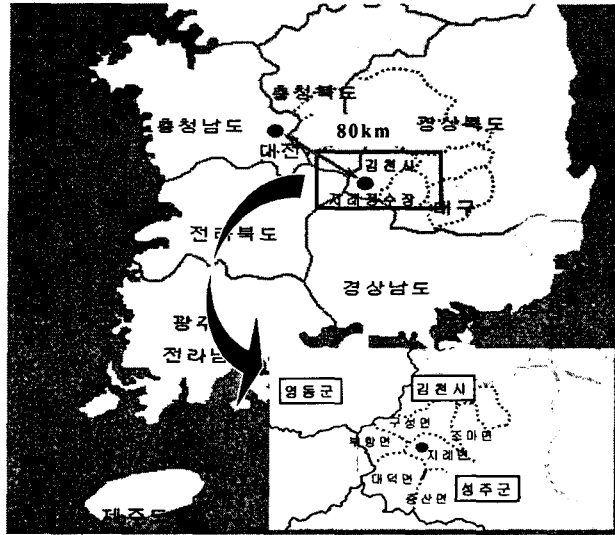 충청북도
충청남도
80km
경상북도
대전
김천시
지례정수장
대구
전라북도
경상남도
광주
전라남
영동군
김천시
구성면
부항면
조마면
지례면
대덕면
성주군
증산면
제주도